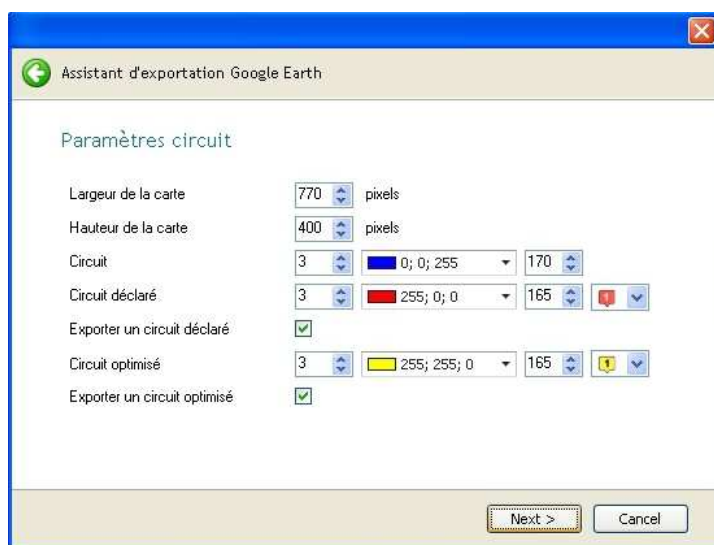 Assistant d'exportation Google Earth
Paramètres circuit
Largeur de la carte 770 pixels
Hauteur de la carte 400 pixels
Circuit 3 0; 0; 255 170
Circuit déclaré 3 255; 0; 0 165 1
Exporter un circuit déclaré
Circuit optimisé 3 255; 255; 0 165 1
Exporter un circuit optimisé
Next > Cancel